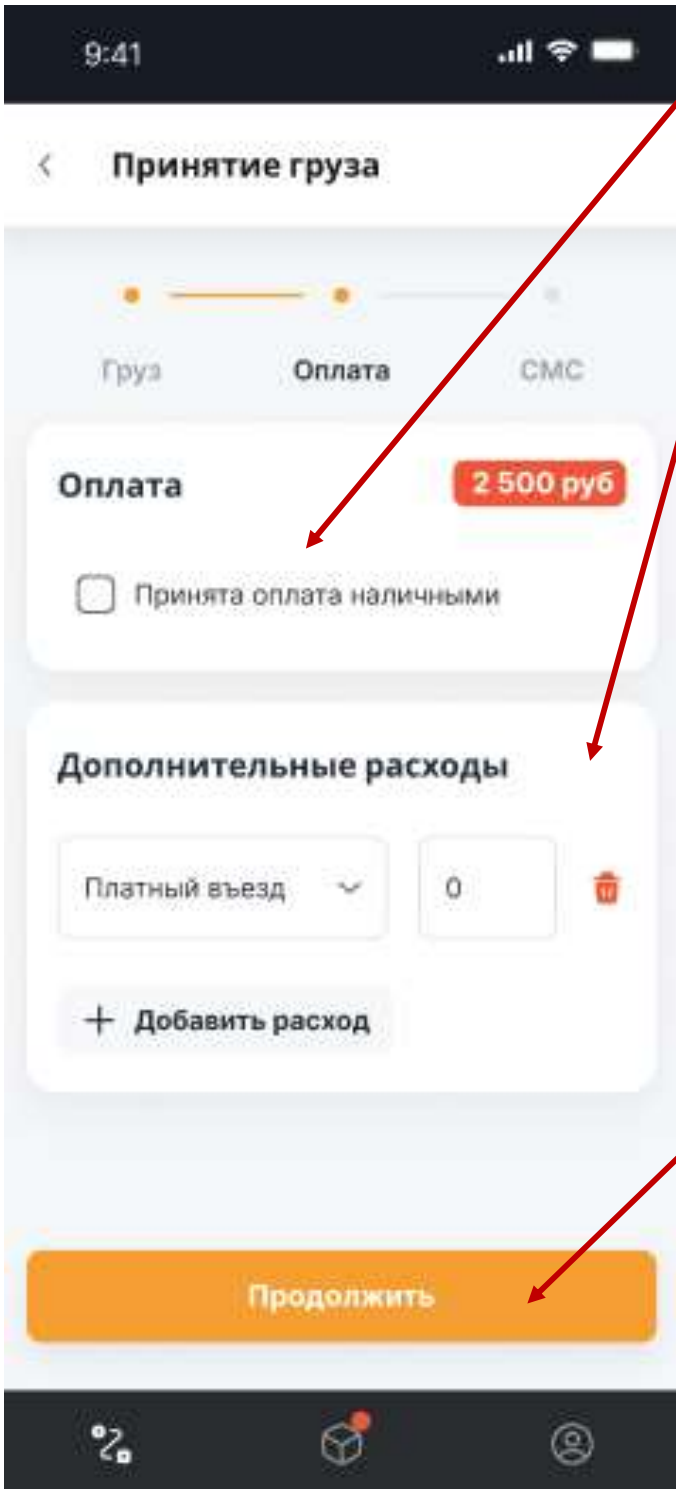 9:41
Принятие груза
Груз Оплата СМС
Оплата 2 500 руб
Принята оплата наличными
Дополнительные расходы
Платный въезд 0
+ Добавить расход
Продолжить